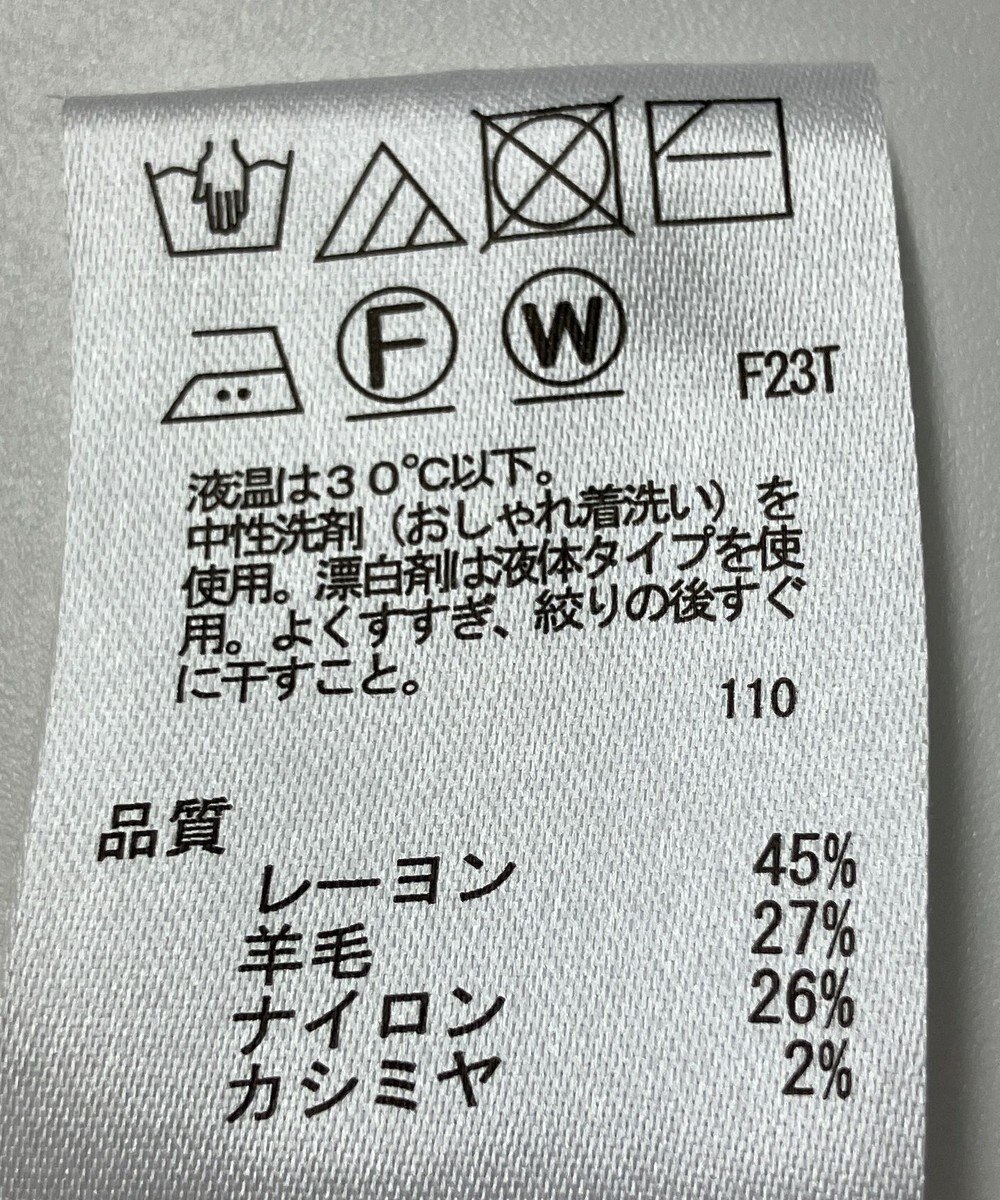 F
W
F23T
液温は３０℃以下。
中性洗剤（おしゃれ着洗い）を
使用。漂白剤は液体タイプを使
用。よくすすぎ、絞りの後すぐ
に干すこと。
110
品質
レーヨン 45%
羊毛 27%
ナイロン 26%
カシミヤ 2%